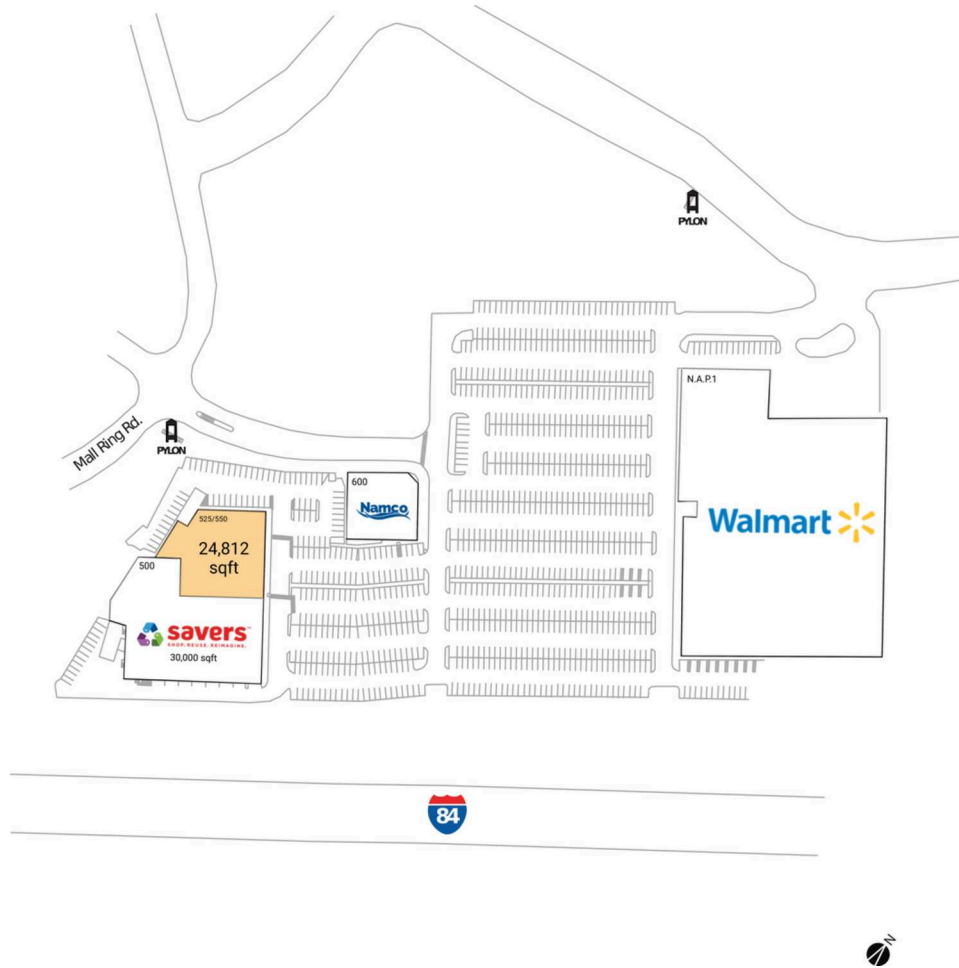 PYLON
N.A.P.1
Mall Ring Rd.
PYLON
600
Namco
525/550
24,812
sqft
Walmart
500
savers™
SHOP. REUSE. REIMAGINE.
30,000 sqft
84
N